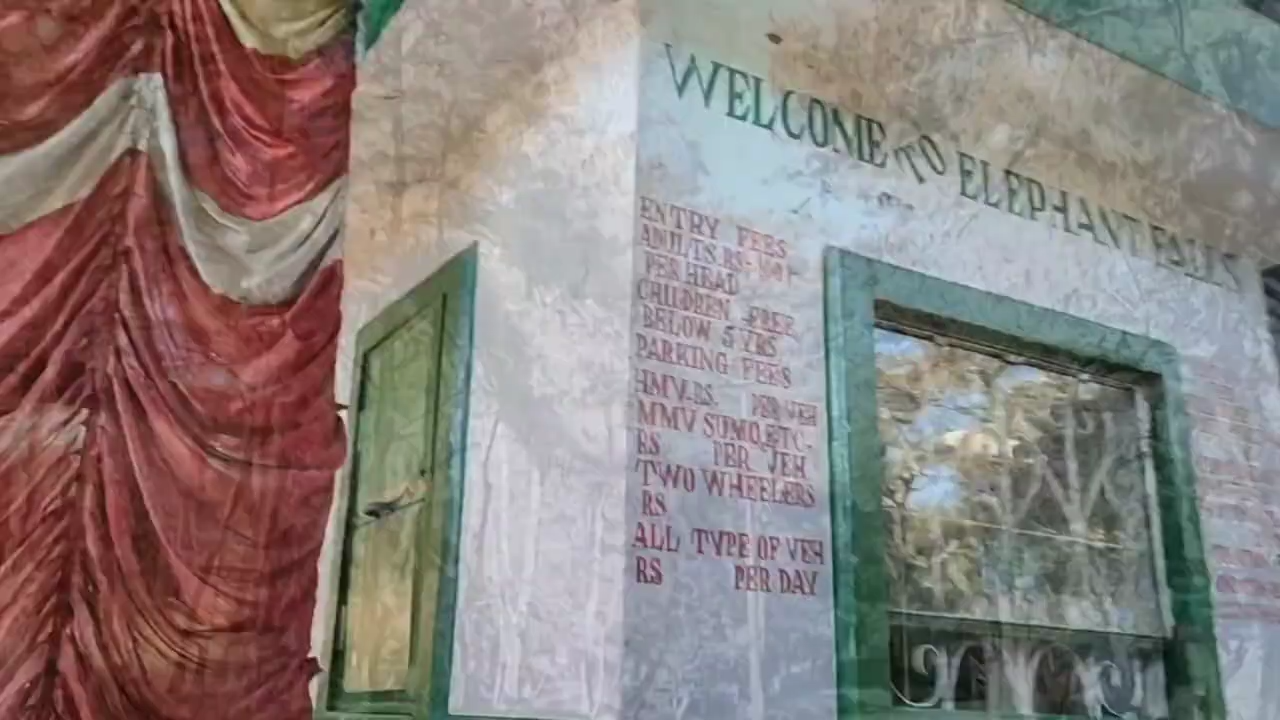 WELCOME TO ELEPHANT FALLS
ENTRY FEES
ADULTS RS-
PER HEAD
CHILDREN FREE
BELOW 5 YRS
PARKING FEES
HMV-RS. PER VEH
MMV SUMO, ETC-
RS PER VEH
TWO WHEELERS
RS
ALL TYPE OF VEH
RS PER DAY